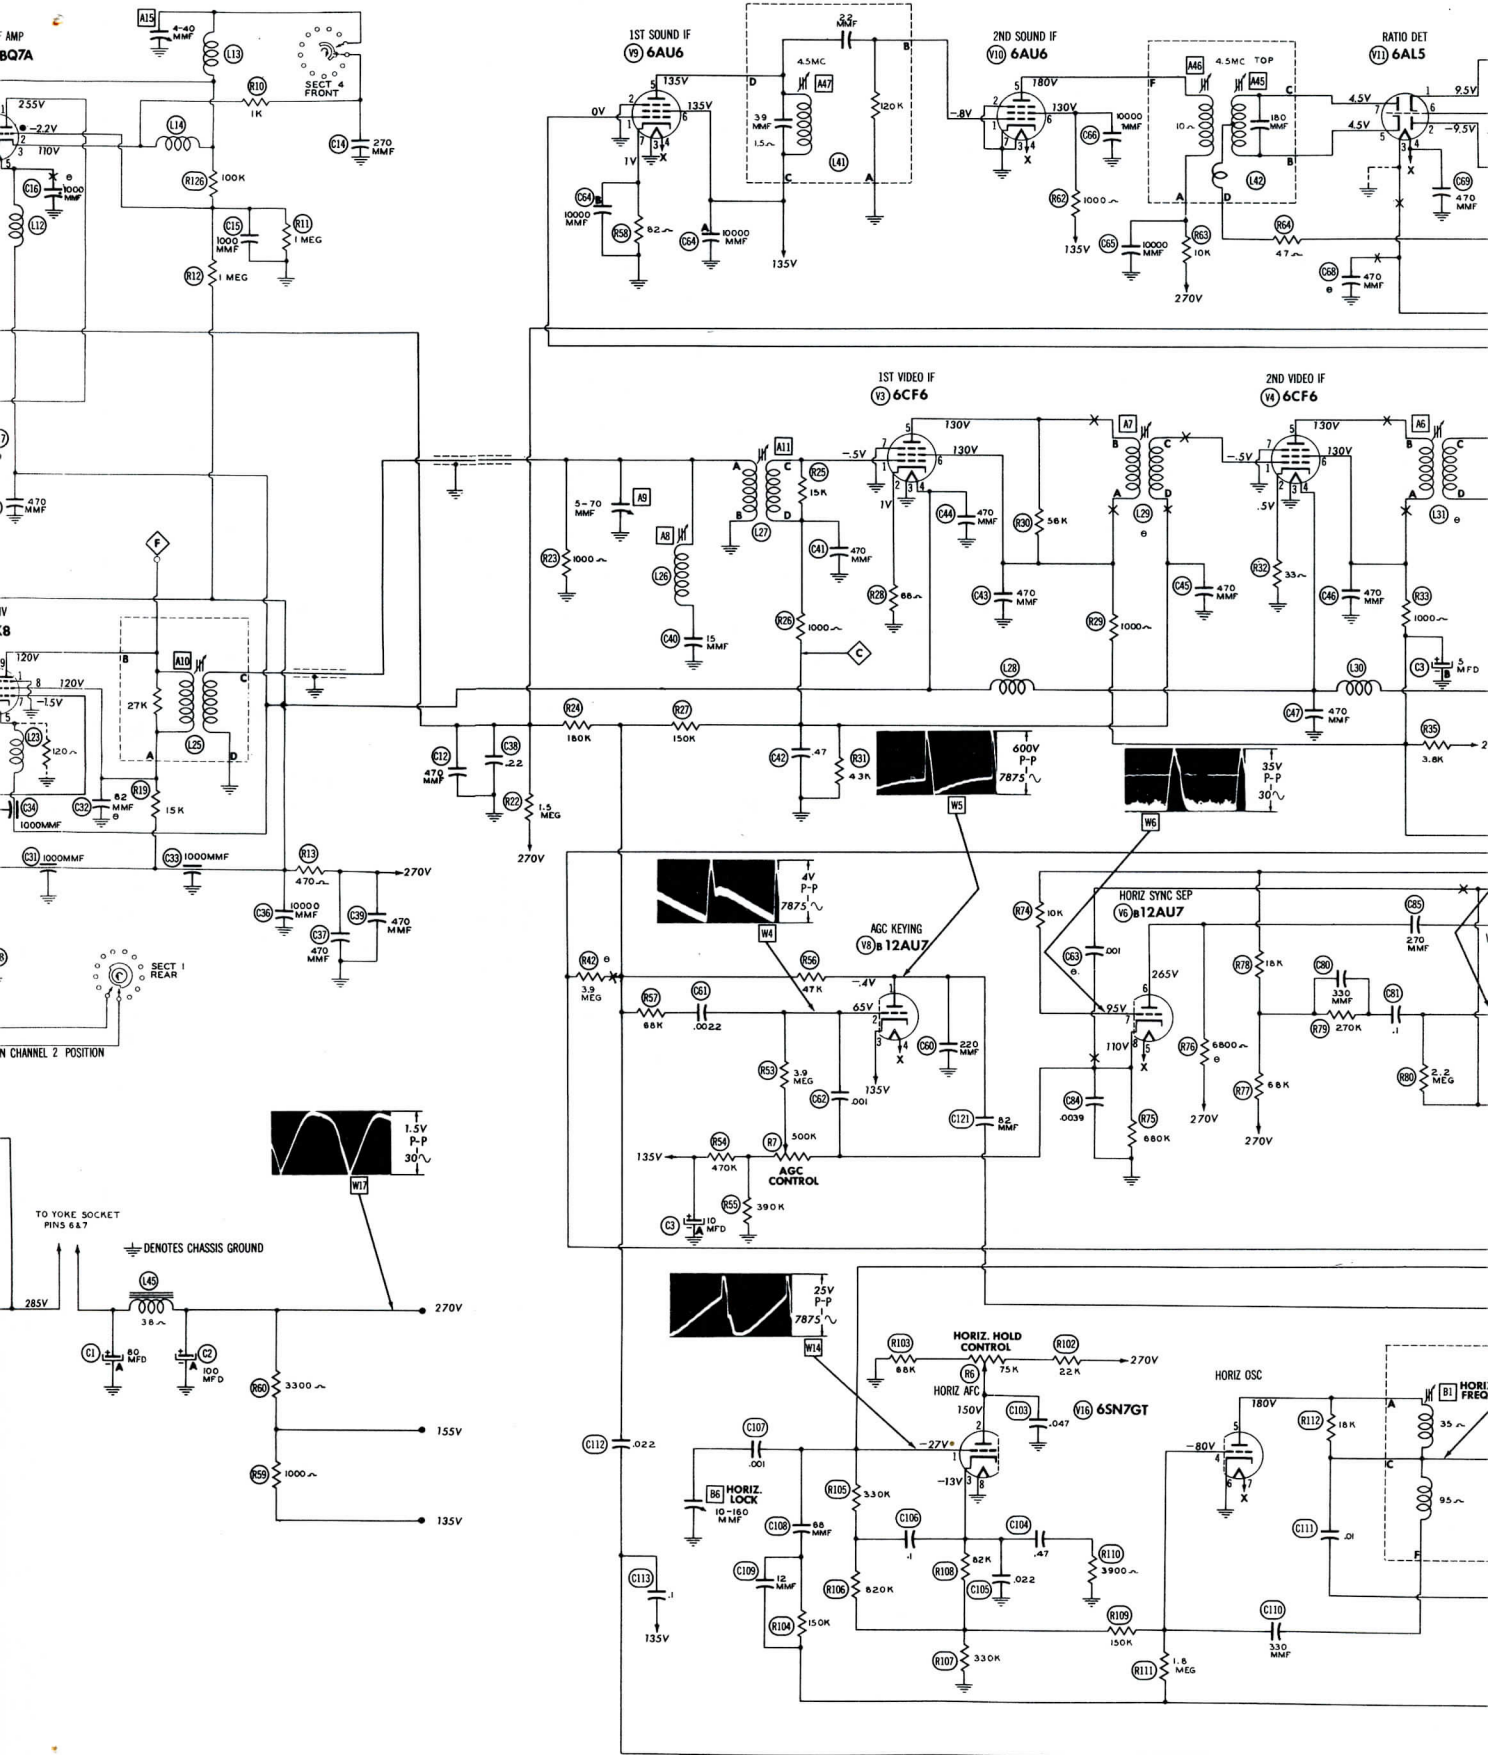 AMP
BQ7A
A15
4-40
MMF
L13
SECT 4
FRONT
R10
1K
255V
-2.2V
110V
L14
C14
270
MMF
C16
1000
MMF
R126
100K
L12
C15
1000
MMF
R11
1 MEG
R12
1 MEG
470
MMF
1ST SOUND IF
V9 6AU6
135V
0V
135V
1V
X
C64 B
10000
MMF
R58
82~
C64 A
10000
MMF
22
MMF
4.5MC
A47
39
MMF
1.5~
120K
L41
D
B
C
A
135V
2ND SOUND IF
V10 6AU6
180V
-.8V
130V
X
C66
10000
MMF
R62
1000~
135V
A46
4.5MC TOP
A45
10~
180
MMF
L42
F
C
B
A
D
C65
10000
MMF
R63
10K
270V
R64
47~
RATIO DET
V11 6AL5
4.5V
4.5V
9.5V
-9.5V
X
C69
470
MMF
C68
470
MMF
1ST VIDEO IF
V3 6CF6
130V
-.5V
130V
1V
2ND VIDEO IF
V4 6CF6
130V
-.5V
130V
.5V
A11
R25
15K
L27
5-70
MMF
A9
A8
R23
1000~
L26
C40
15
MMF
C41
470
MMF
R26
1000~
C
R28
68~
C44
470
MMF
R30
56K
C43
470
MMF
A7
L29
R29
1000~
C45
470
MMF
R32
33~
C46
470
MMF
A6
L31
R33
1000~
C3
B
5
MFD
L28
L30
C47
470
MMF
R35
3.8K
F
K8
120V
120V
-1.5V
A10
27K
L25
B
C
A
D
L23
120~
C34
1000MMF
C32
82
MMF
R19
15K
C31
1000MMF
C33
1000MMF
R13
470~
270V
C36
10000
MMF
C37
470
MMF
C39
470
MMF
C12
470
MMF
C38
.22
R22
1.5
MEG
270V
R24
180K
R27
150K
C42
.47
R31
4.3K
600V
P-P
7875~
W5
35V
P-P
30~
W6
4V
P-P
7875~
W4
SECT 1
REAR
N CHANNEL 2 POSITION
R42
3.9
MEG
R57
68K
C61
.0022
R56
47K
AGC KEYING
V8B 12AU7
-.4V
65V
X
135V
C60
220
MMF
R53
3.9
MEG
C62
.001
C121
82
MMF
135V
R54
470K
R7
500K
AGC
CONTROL
R55
390K
C3
A
10
MFD
R74
10K
HORIZ SYNC SEP
V6B 12AU7
C63
.001
265V
95V
110V
X
C84
.0039
R75
680K
R76
6800~
270V
R78
18K
R77
68K
270V
C80
330
MMF
R79
270K
C81
.1
C85
270
MMF
R80
2.2
MEG
1.5V
P-P
30~
W17
TO YOKE SOCKET
PINS 6&7
DENOTES CHASSIS GROUND
285V
L45
38~
C1
A
80
MFD
C2
A
100
MFD
270V
R60
3300~
155V
R59
1000~
135V
25V
P-P
7875~
W14
R103
68K
HORIZ. HOLD
CONTROL
R6
75K
R102
22K
270V
HORIZ AFC
150V
V16 6SN7GT
C103
.047
-27V
-13V
C112
.022
C107
.001
B6 HORIZ.
LOCK
10-160
MMF
C108
68
MMF
C109
12
MMF
R104
150K
C113
.1
135V
R105
330K
C106
.1
R106
820K
R108
82K
C105
.022
C104
.47
R110
3900~
R107
330K
R109
150K
R111
1.8
MEG
C110
330
MMF
HORIZ OSC
180V
-80V
X
R112
18K
C111
.01
A
C
F
B1 HORIZ
FREQ
35~
95~